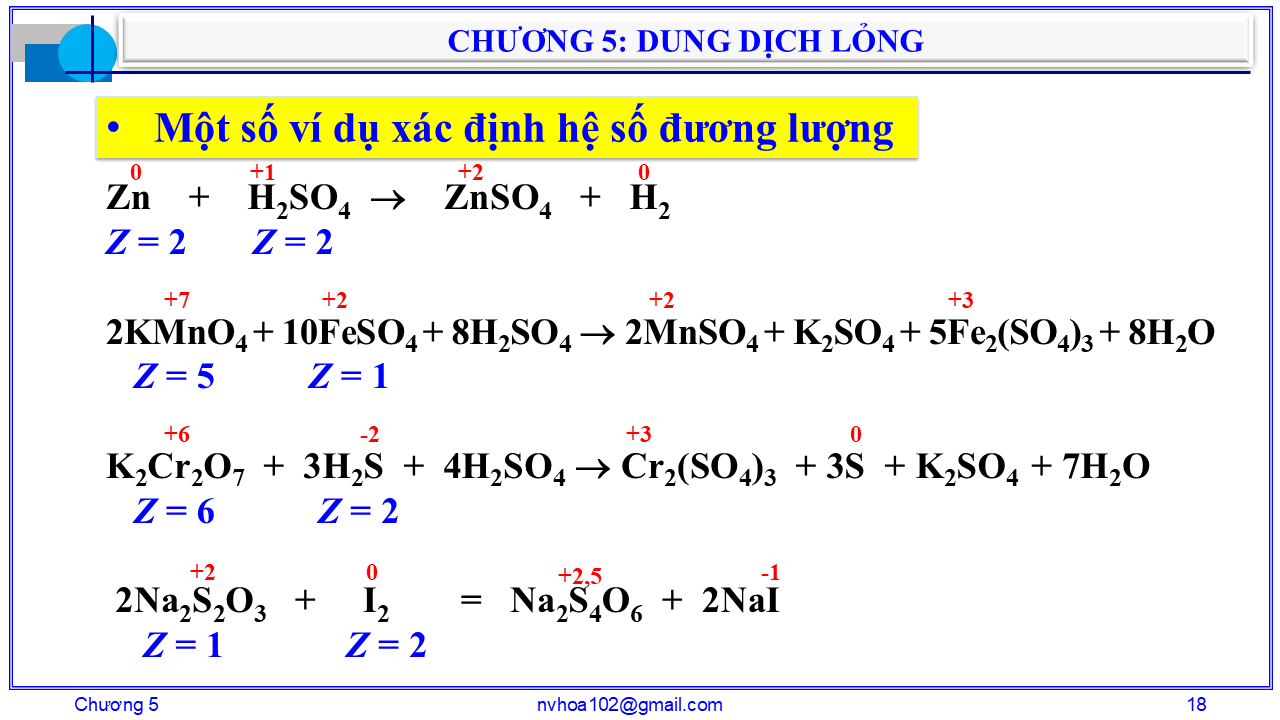 CHƯƠNG 5: DUNG DỊCH LỎNG
• Một số ví dụ xác định hệ số đương lượng
0 +1 +2 0
Zn + H₂SO₄ → ZnSO₄ + H₂
Z = 2 Z = 2
+7 +2 +2 +3
2KMnO₄ + 10FeSO₄ + 8H₂SO₄ → 2MnSO₄ + K₂SO₄ + 5Fe₂(SO₄)₃ + 8H₂O
Z = 5 Z = 1
+6 -2 +3 0
K₂Cr₂O₇ + 3H₂S + 4H₂SO₄ → Cr₂(SO₄)₃ + 3S + K₂SO₄ + 7H₂O
Z = 6 Z = 2
+2 0 +2,5 -1
2Na₂S₂O₃ + I₂ = Na₂S₄O₆ + 2NaI
Z = 1 Z = 2
Chương 5 nvhoa102@gmail.com 18